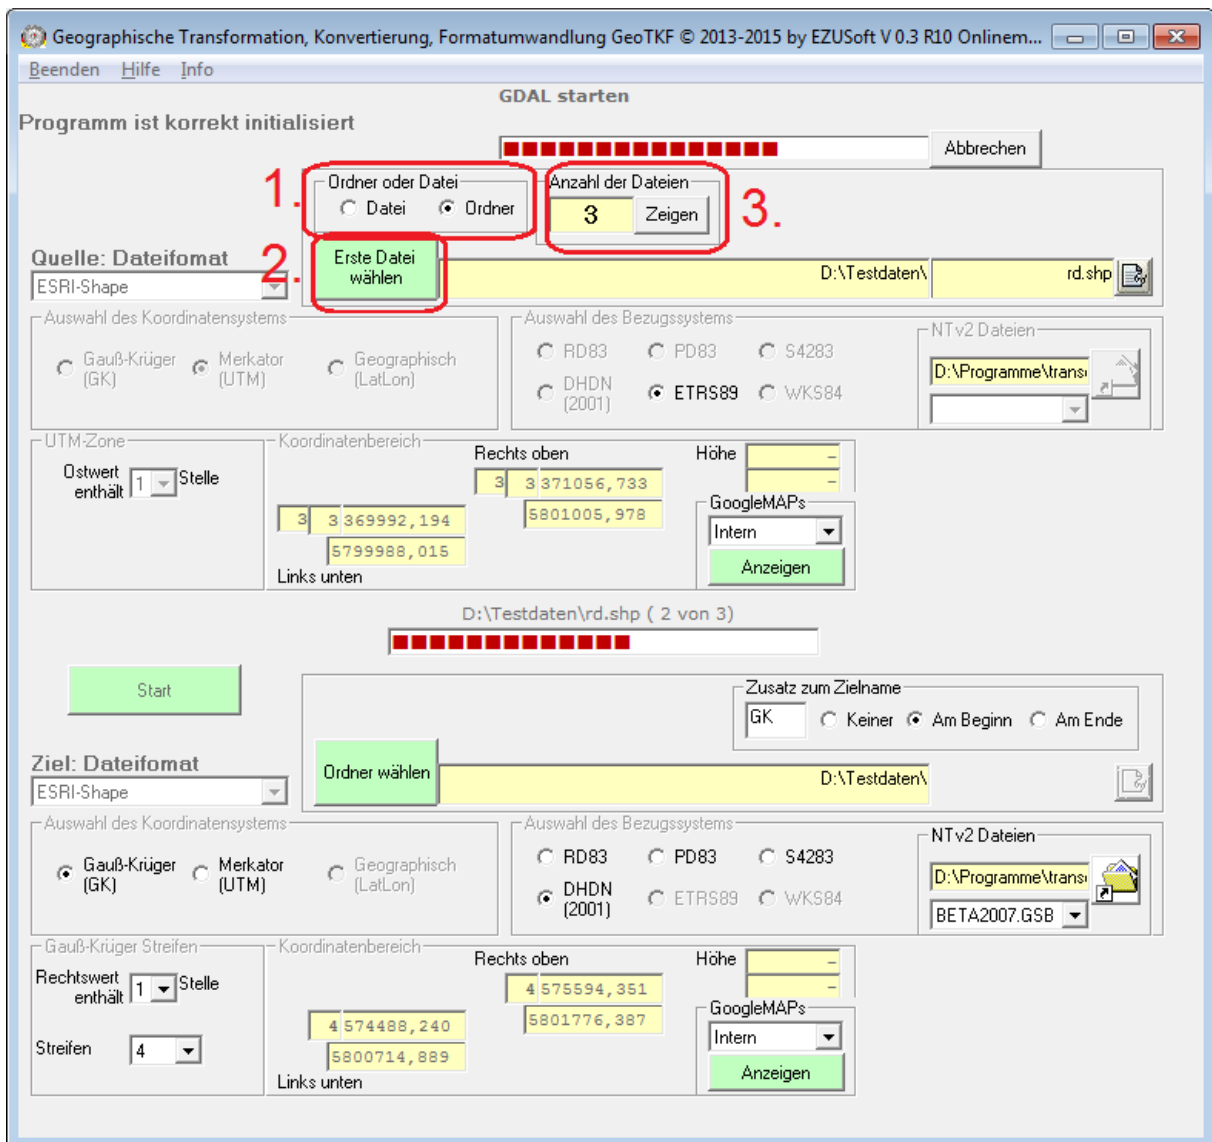 Geographische Transformation, Konvertierung, Formatumwandlung GeoTKF © 2013-2015 by EZUSoft V 0.3 R10 Onlinem...
Beenden Hilfe Info
GDAL starten
Programm ist korrekt initialisiert
Abbrechen
1.
Ordner oder Datei
Datei Ordner
Anzahl der Dateien
3 Zeigen
3.
Quelle: Dateifomat
ESRI-Shape
2.
Erste Datei
wählen
D:\Testdaten\
rd.shp
Auswahl des Koordinatensystems
Gauß-Krüger
(GK)
Merkator
(UTM)
Geographisch
(LatLon)
Auswahl des Bezugssystems
RD83 PD83 S4283
DHDN
(2001)
ETRS89 WKS84
NTv2 Dateien
D:\Programme\trans
UTM-Zone
Ostwert
enthält 1 Stelle
Koordinatenbereich
Rechts oben
3 3 371056,733
5801005,978
3 3 369992,194
5799988,015
Links unten
Höhe
–
–
GoogleMAPs
Intern
Anzeigen
D:\Testdaten\rd.shp ( 2 von 3)
Start
Zusatz zum Zielname
GK Keiner Am Beginn Am Ende
Ziel: Dateifomat
ESRI-Shape
Ordner wählen
D:\Testdaten\
Auswahl des Koordinatensystems
Gauß-Krüger
(GK)
Merkator
(UTM)
Geographisch
(LatLon)
Auswahl des Bezugssystems
RD83 PD83 S4283
DHDN
(2001)
ETRS89 WKS84
NTv2 Dateien
D:\Programme\trans
BETA2007.GSB
Gauß-Krüger Streifen
Rechtswert
enthält 1 Stelle
Streifen 4
Koordinatenbereich
Rechts oben
4 575594,351
5801776,387
4 574488,240
5800714,889
Links unten
Höhe
–
–
GoogleMAPs
Intern
Anzeigen